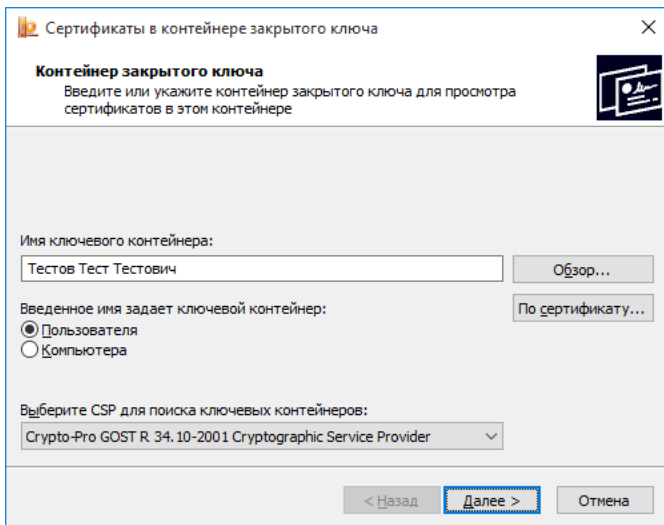 Сертификаты в контейнере закрытого ключа
Контейнер закрытого ключа
Введите или укажите контейнер закрытого ключа для просмотра
сертификатов в этом контейнере
Имя ключевого контейнера:
Тестов Тест Тестович
Обзор...
Введенное имя задает ключевой контейнер:
По сертификату...
Пользователя
Компьютера
Выберите CSP для поиска ключевых контейнеров:
Crypto-Pro GOST R 34.10-2001 Cryptographic Service Provider
< Назад
Далее >
Отмена